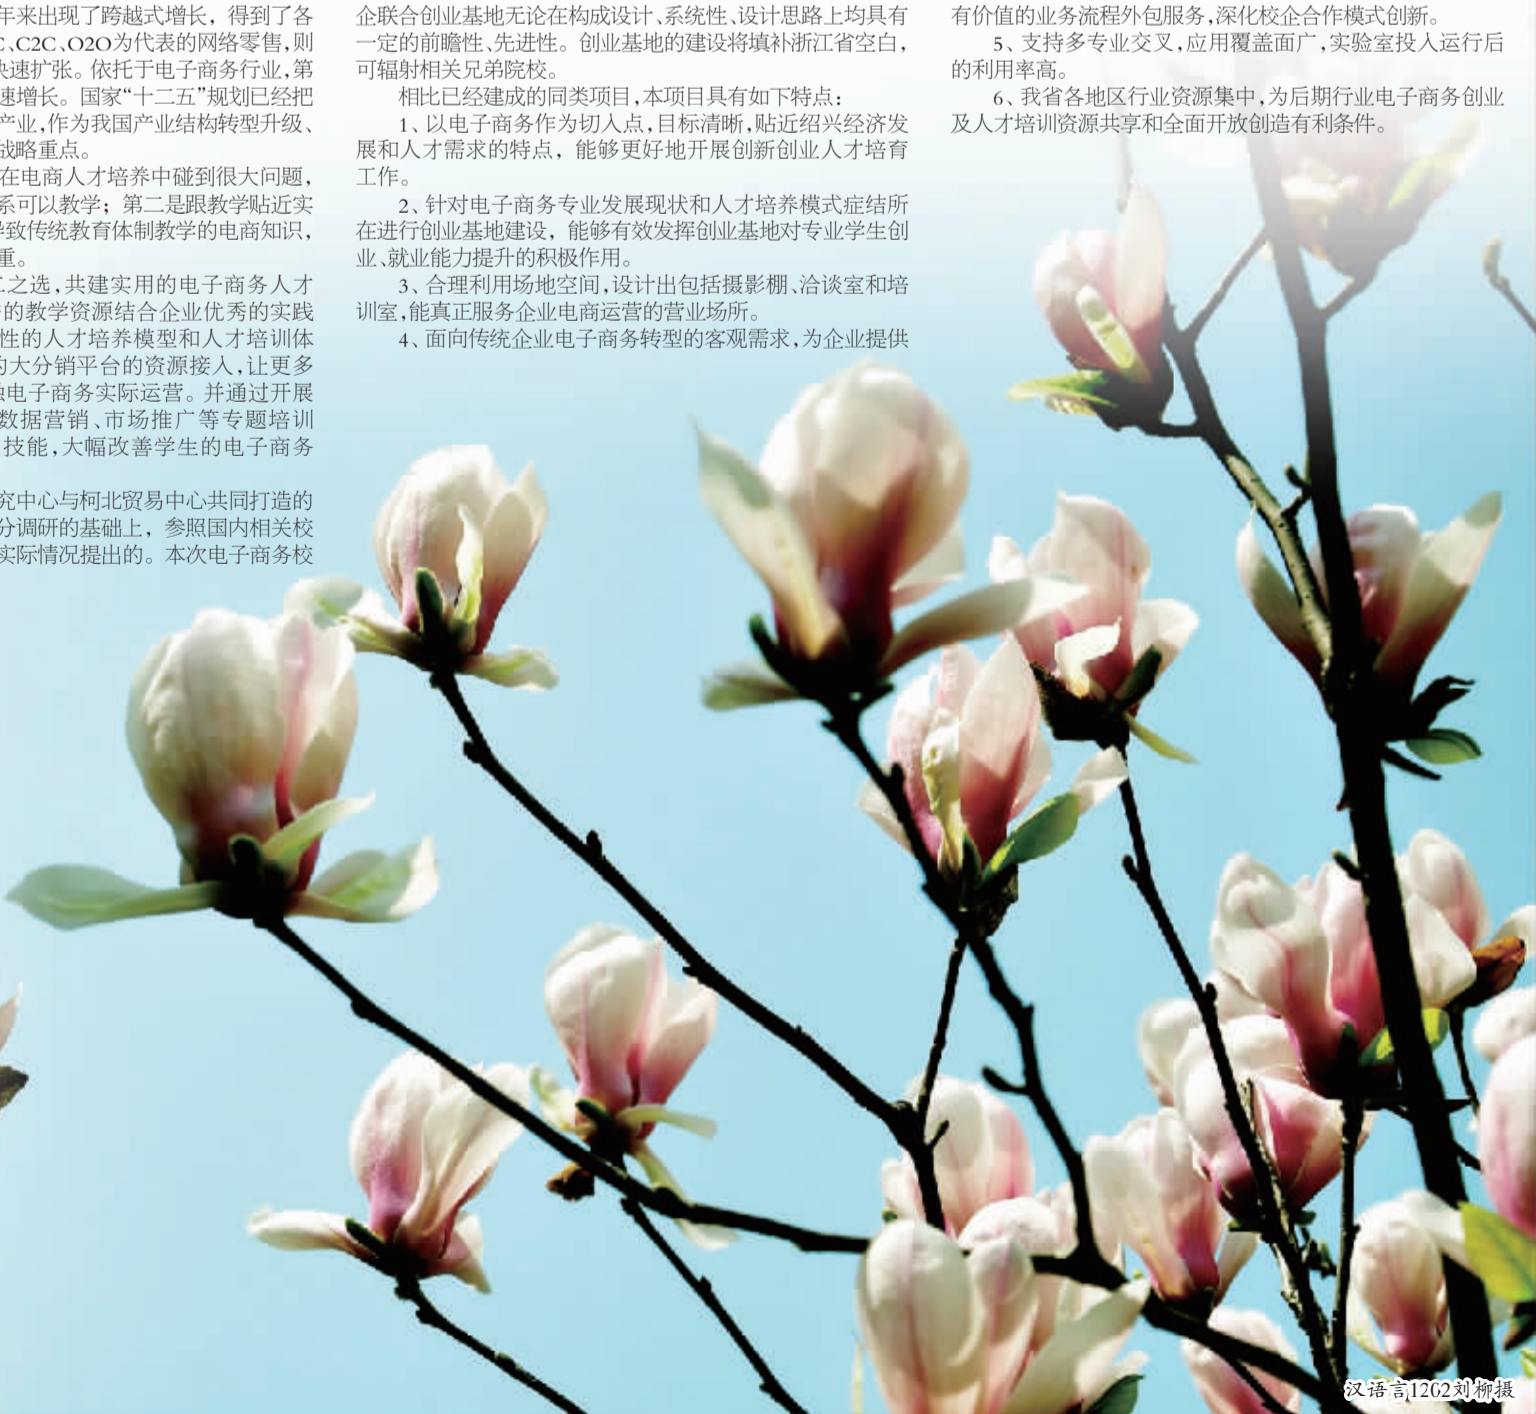 年来出现了跨越式增长，得到了各
、C2C、O2O为代表的网络零售，则
快速扩张。依托于电子商务行业，第
速增长。国家“十二五”规划已经把
产业，作为我国产业结构转型升级、
战略重点。
在电商人才培养中碰到很大问题，
系可以教学；第二是跟教学贴近实
导致传统教育体制教学的电商知识，
重。
之选，共建实用的电子商务人才
的教学资源结合企业优秀的实践
性的人才培养模型和人才培训体
的大分销平台的资源接入，让更多
触电子商务实际运营。并通过开展
数据营销、市场推广等专题培训
技能，大幅改善学生的电子商务
究中心与柯北贸易中心共同打造的
分调研的基础上，参照国内相关校
实际情况提出的。本次电子商务校
企联合创业基地无论在构成设计、系统性、设计思路上均具有
一定的前瞻性、先进性。创业基地的建设将填补浙江省空白，
可辐射相关兄弟院校。
相比已经建成的同类项目，本项目具有如下特点：
1、以电子商务作为切入点，目标清晰，贴近绍兴经济发
展和人才需求的特点，能够更好地开展创新创业人才培育
工作。
2、针对电子商务专业发展现状和人才培养模式症结所
在进行创业基地建设，能够有效发挥创业基地对专业学生创
业、就业能力提升的积极作用。
3、合理利用场地空间，设计出包括摄影棚、洽谈室和培
训室，能真正服务企业电商运营的营业场所。
4、面向传统企业电子商务转型的客观需求，为企业提供
有价值的业务流程外包服务，深化校企合作模式创新。
5、支持多专业交叉，应用覆盖面广，实验室投入运行后
的利用率高。
6、我省各地区行业资源集中，为后期行业电子商务创业
及人才培训资源共享和全面开放创造有利条件。
汉语言1202刘柳摄